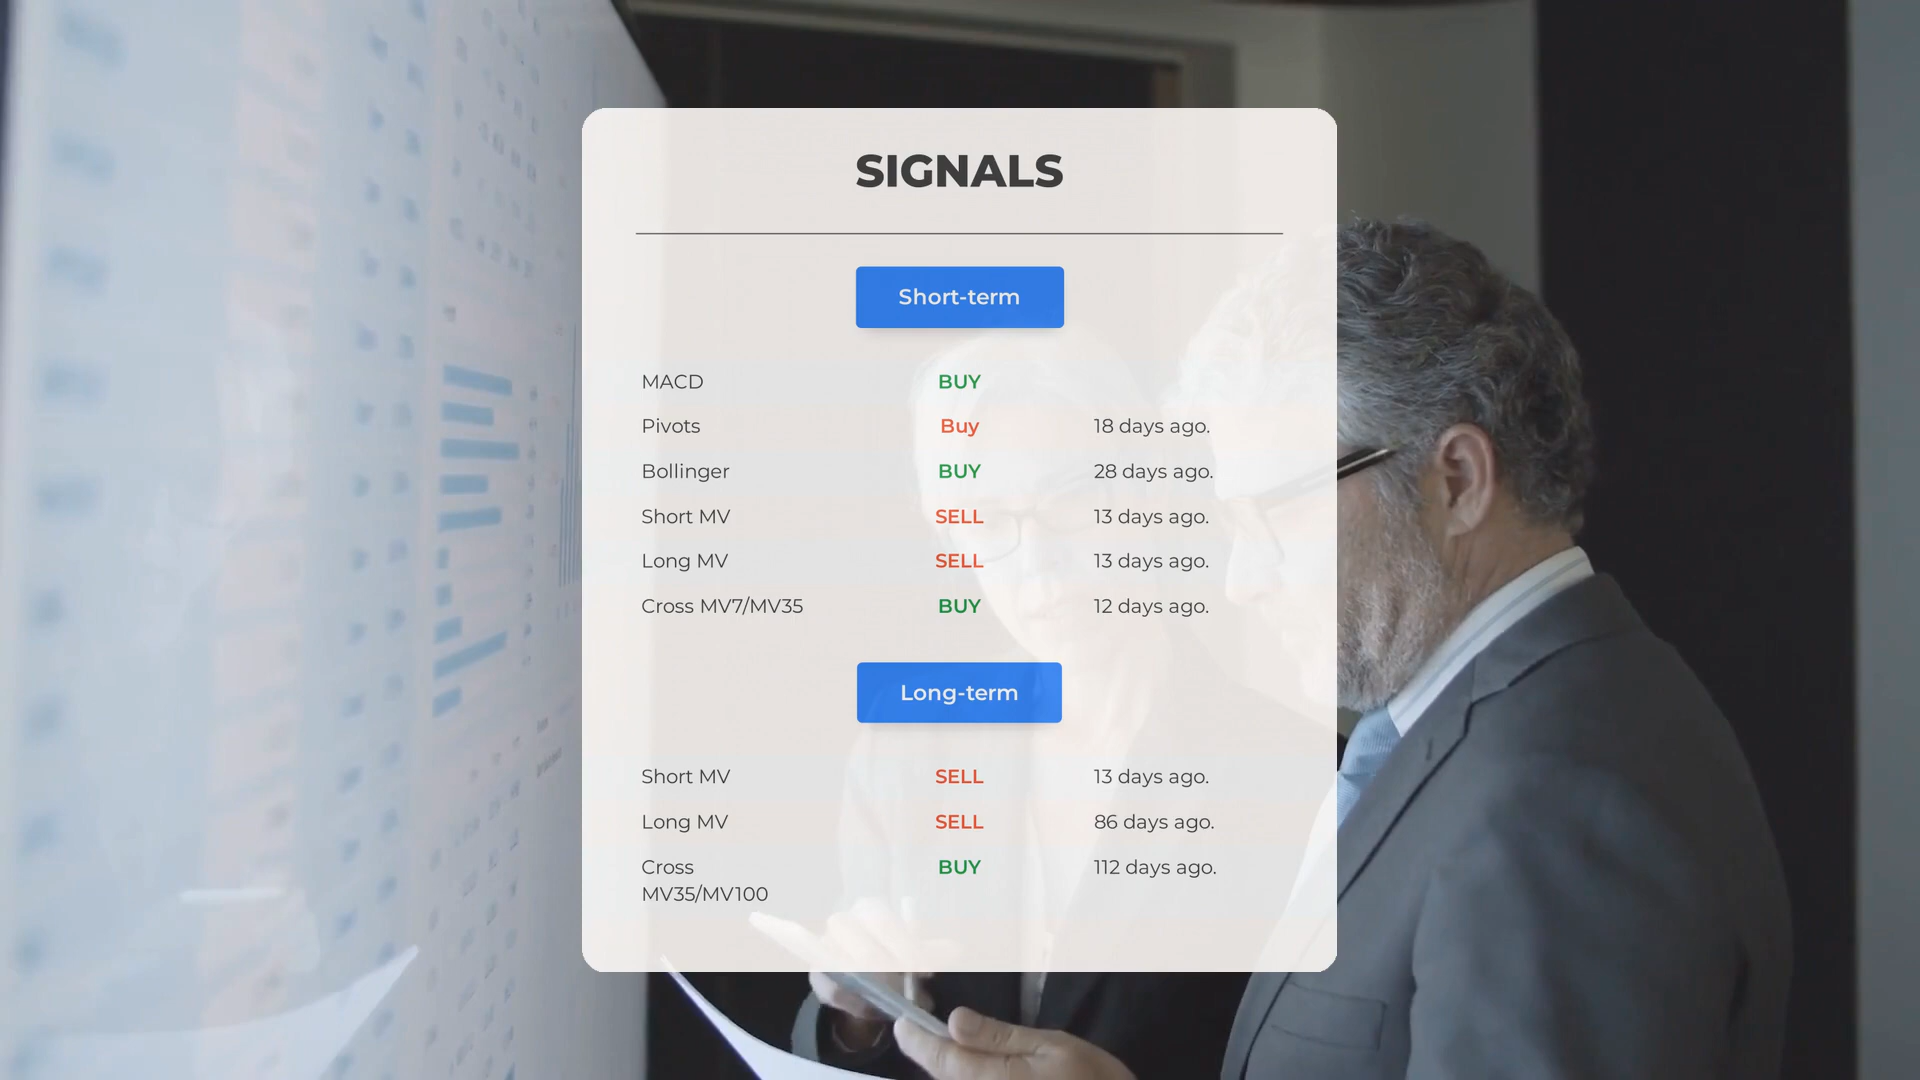 SIGNALS
Short-term
MACD BUY
Pivots Buy 18 days ago.
Bollinger BUY 28 days ago.
Short MV SELL 13 days ago.
Long MV SELL 13 days ago.
Cross MV7/MV35 BUY 12 days ago.
Long-term
Short MV SELL 13 days ago.
Long MV SELL 86 days ago.
Cross BUY 112 days ago.
MV35/MV100